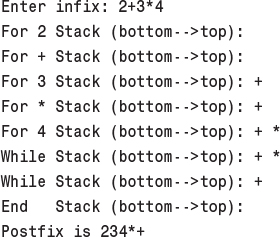 Enter infix: 2+3*4
For 2 Stack (bottom-->top):
For + Stack (bottom-->top):
For 3 Stack (bottom-->top): +
For * Stack (bottom-->top): +
For 4 Stack (bottom-->top): + *
While Stack (bottom-->top): + *
While Stack (bottom-->top): +
End   Stack (bottom-->top):
Postfix is 234*+